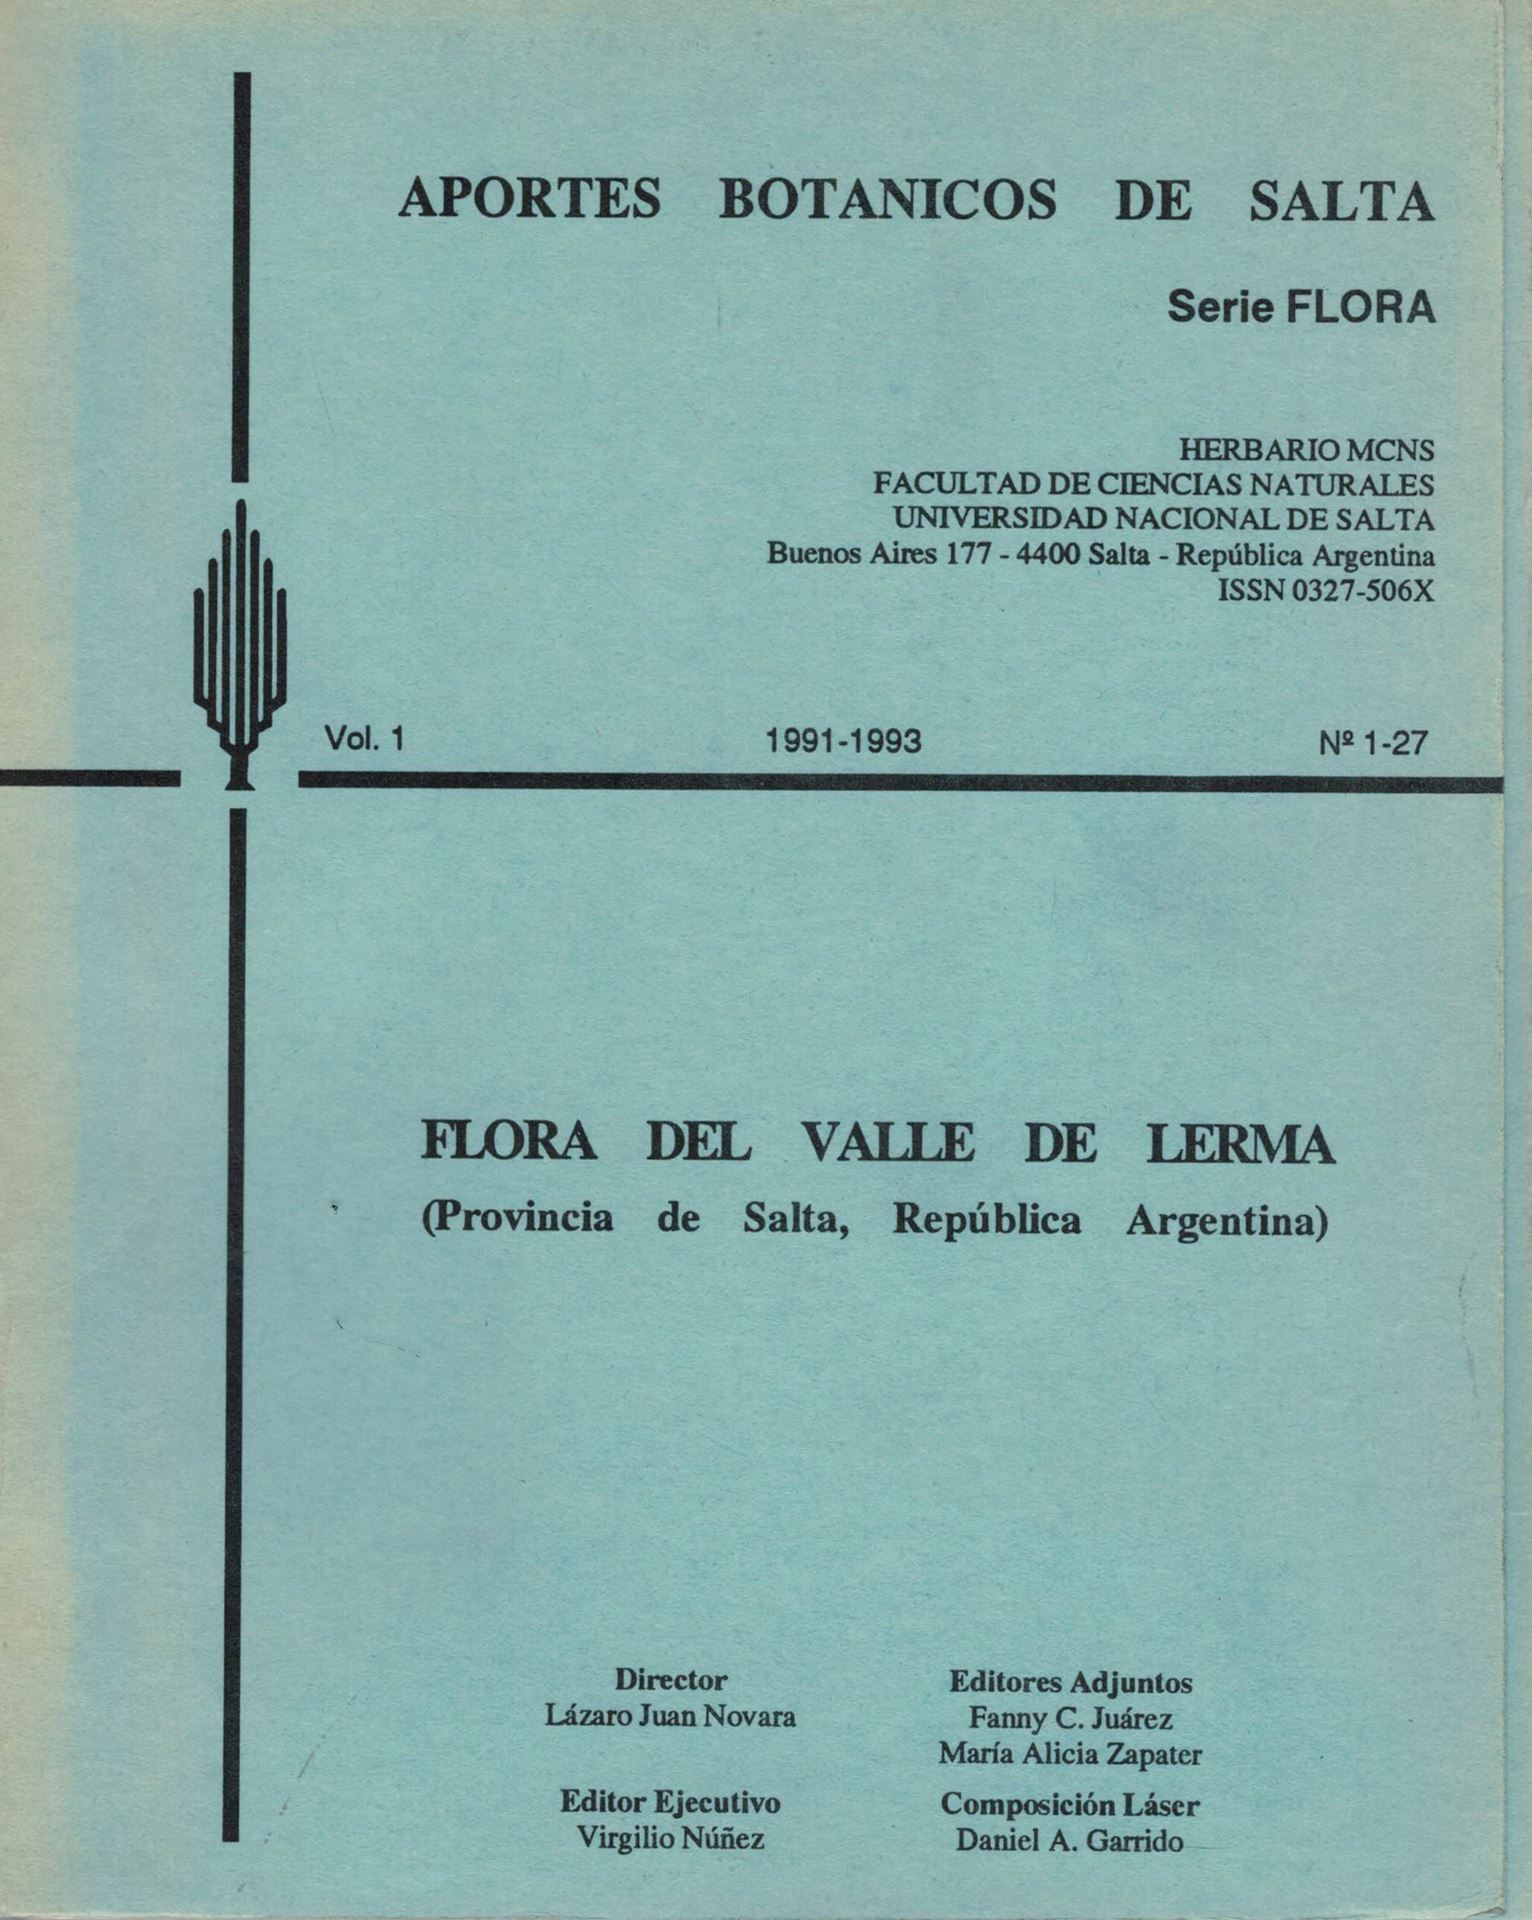 APORTES BOTANICOS DE SALTA
Serie FLORA
HERBARIO MCNS
FACULTAD DE CIENCIAS NATURALES
UNIVERSIDAD NACIONAL DE SALTA
Buenos Aires 177 - 4400 Salta - República Argentina
ISSN 0327-506X
Vol. 1 1991-1993 Nº 1-27
FLORA DEL VALLE DE LERMA
(Provincia de Salta, República Argentina)
Director
Lázaro Juan Novara
Editores Adjuntos
Fanny C. Juárez
María Alicia Zapater
Editor Ejecutivo
Virgilio Núñez
Composición Láser
Daniel A. Garrido